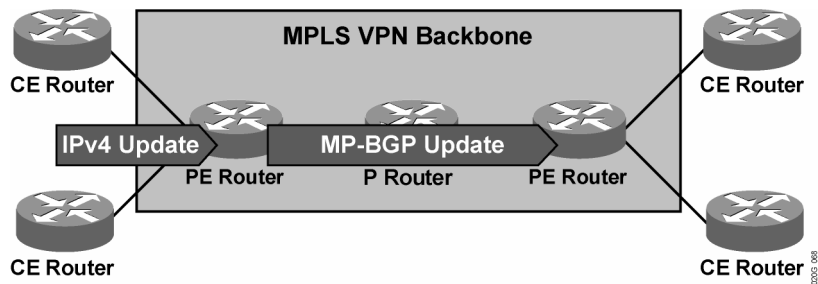 MPLS VPN Backbone
CE Router
CE Router
IPv4 Update
MP-BGP Update
PE Router
P Router
PE Router
CE Router
CE Router
020G_068